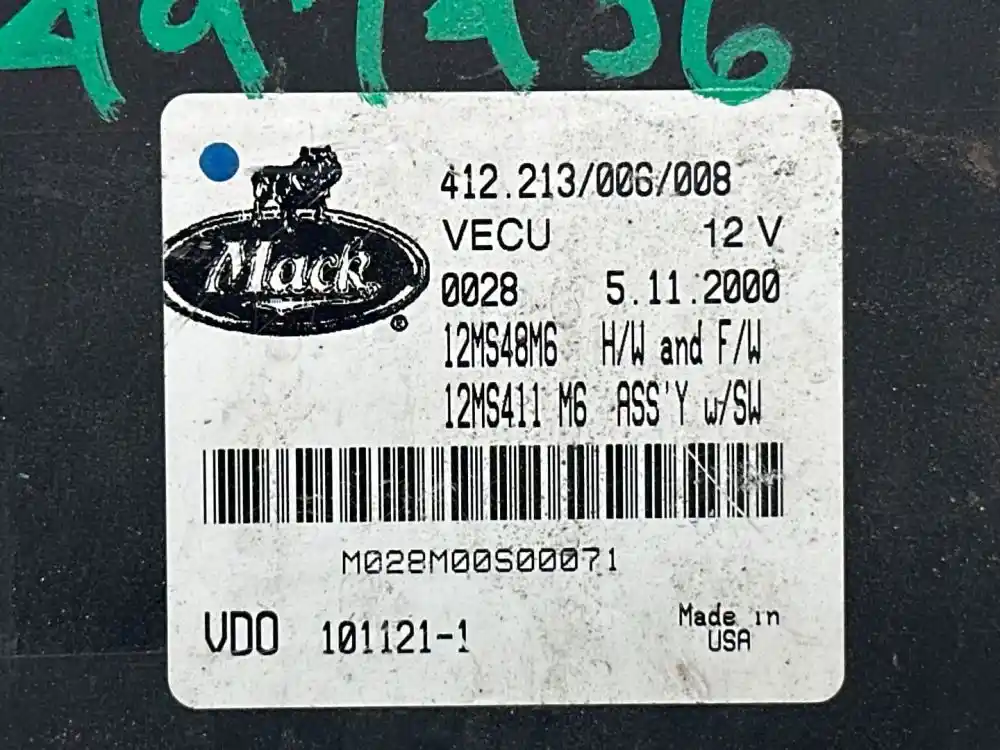 Mack
®
412.213/006/008
VECU 12 V
0028 5.11.2000
12MS48M6 H/W and F/W
12MS411 M6 ASS'Y w/SW
M028M00S00071
VDO 101121-1
Made in
USA